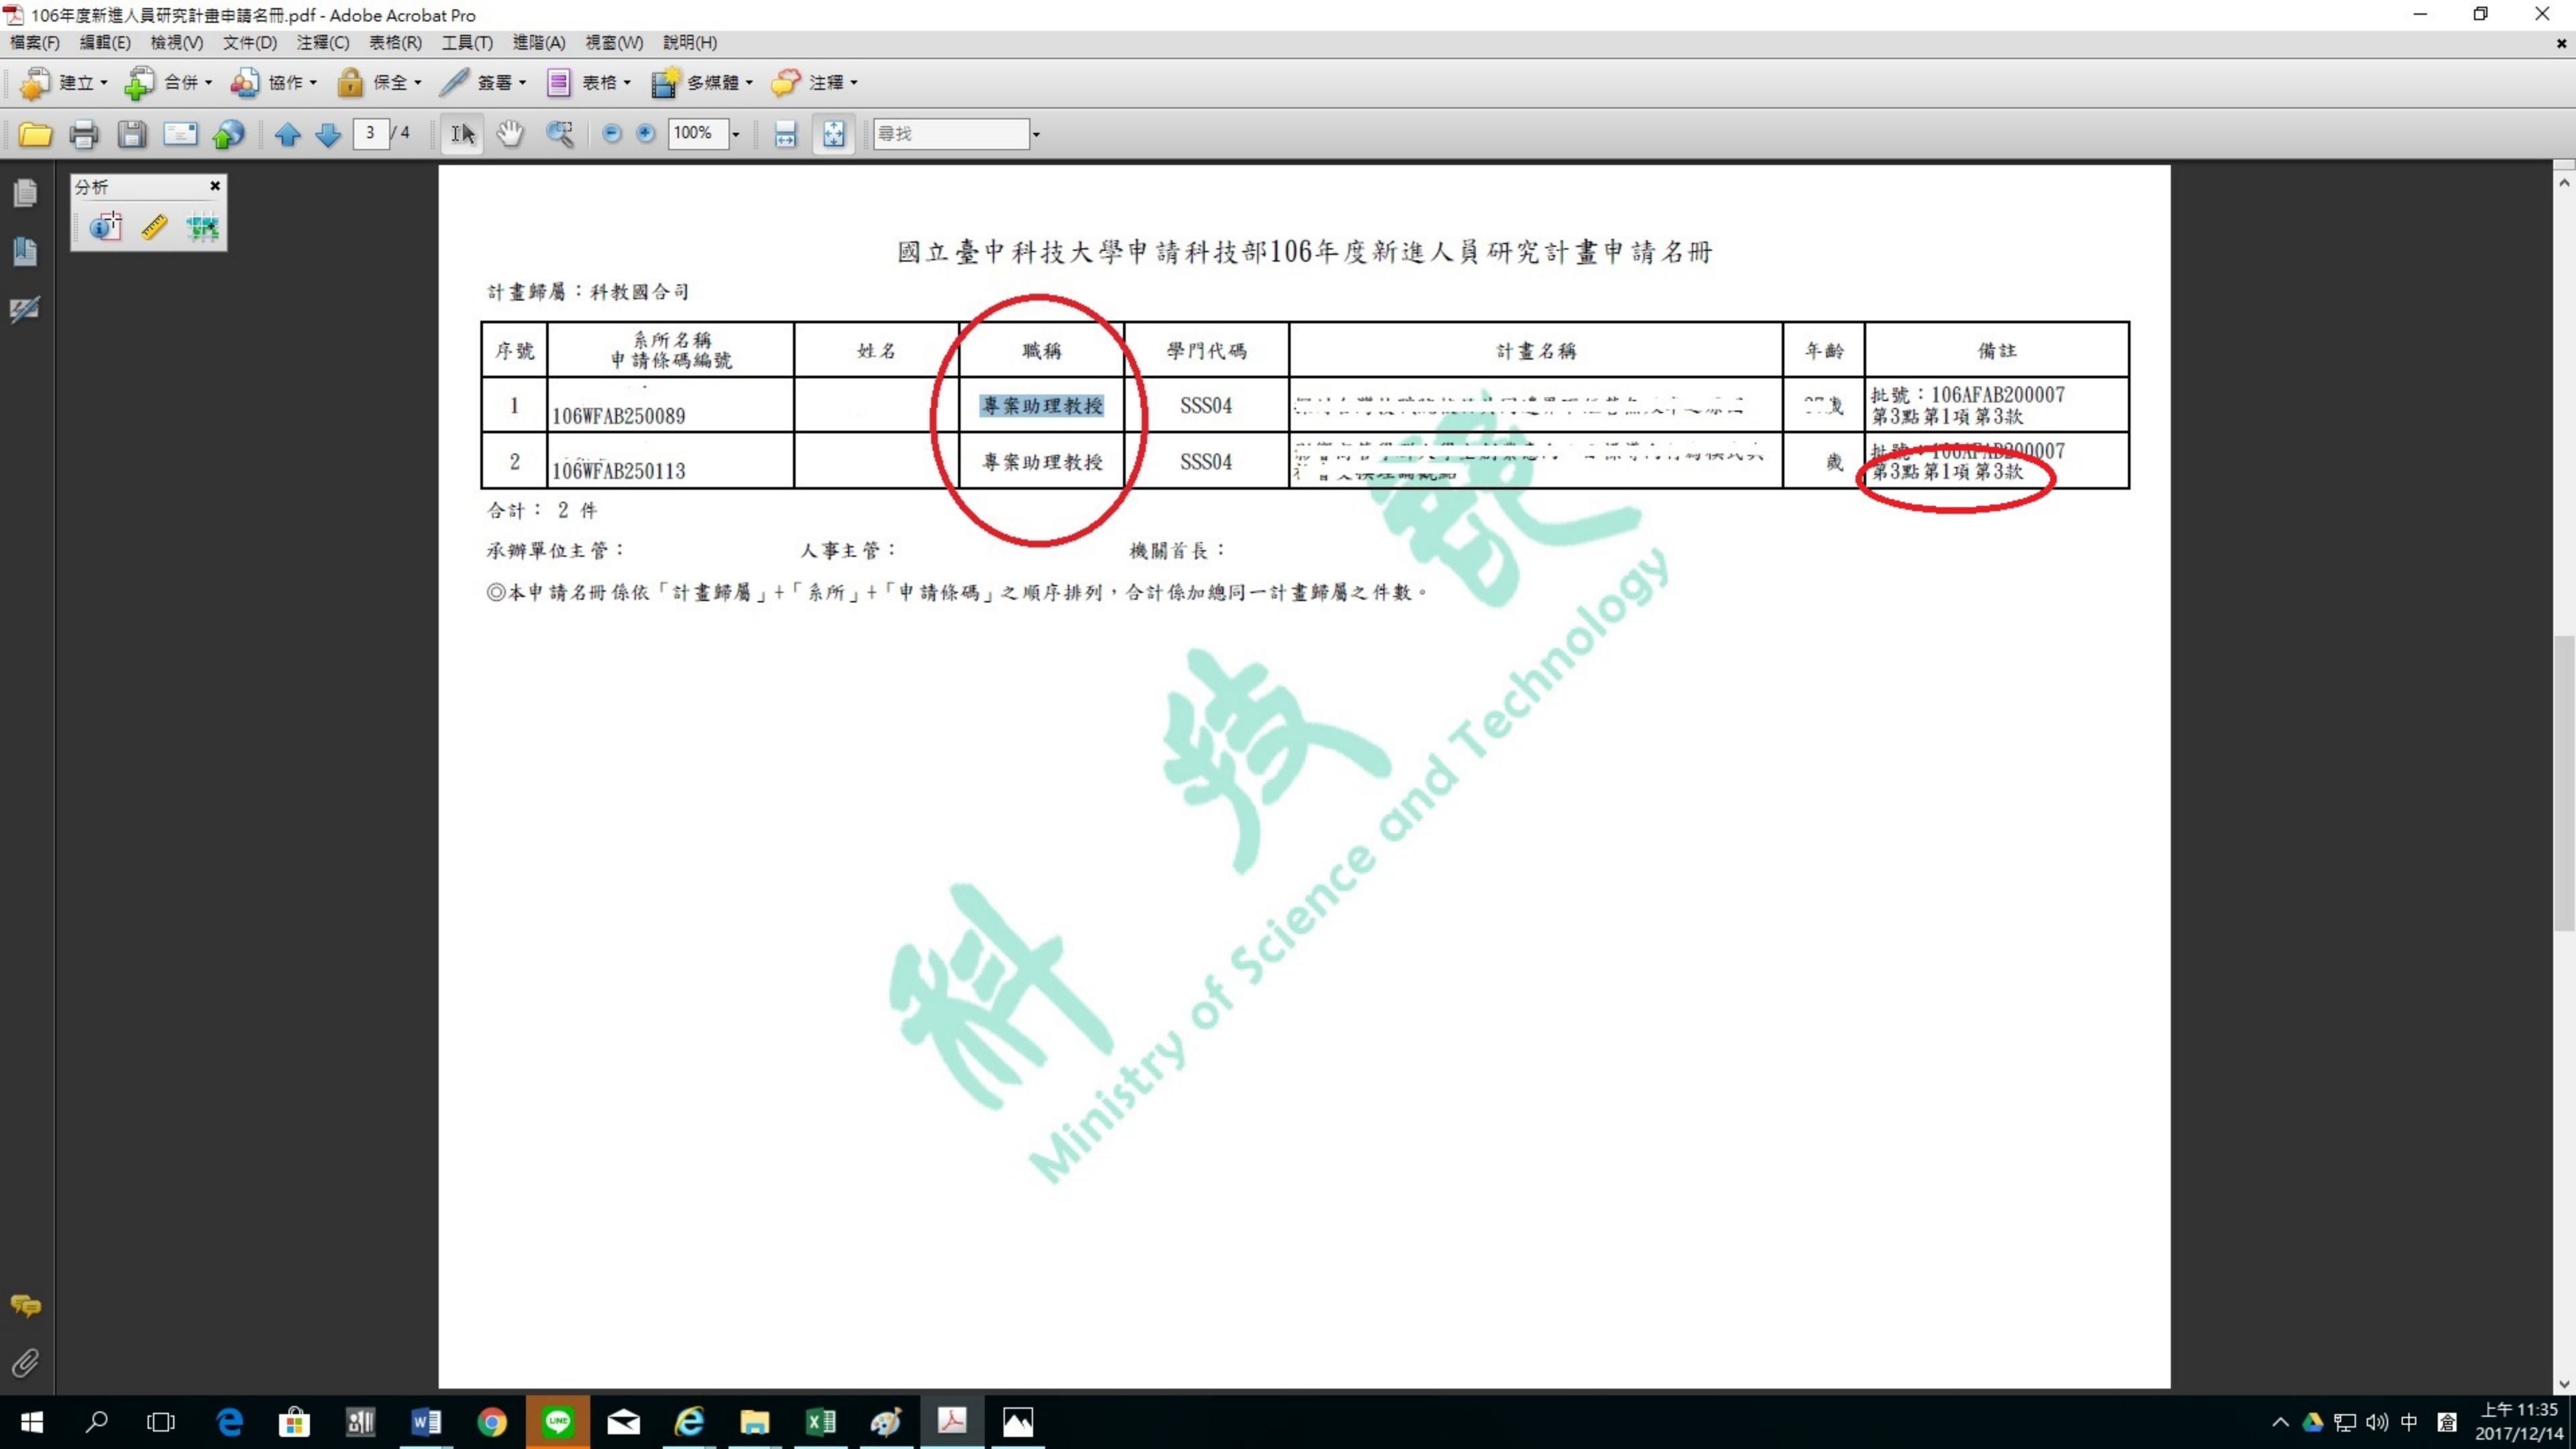 106年度新進人員研究計畫申請名冊.pdf - Adobe Acrobat Pro
檔案(F) 編輯(E) 檢視(V) 文件(D) 注釋(C) 表格(R) 工具(T) 進階(A) 視窗(W) 說明(H)
建立 合併 協作 保全 簽署 表格 多媒體 注釋
3 / 4 100% 尋找
分析
國立臺中科技大學申請科技部106年度新進人員研究計畫申請名冊
計畫歸屬：科教國合司
序號 系所名稱 申請條碼編號 姓名 職稱 學門代碼 計畫名稱 年齡 備註
1 106WFAB250089 專案助理教授 SSS04 歲 批號：106AFAB200007
第3點第1項第3款
2 106WFAB250113 專案助理教授 SSS04 歲 批號：106AFAB200007
第3點第1項第3款
合計： 2 件
承辦單位主管： 人事主管： 機關首長：
◎本申請名冊係依「計畫歸屬」+「系所」+「申請條碼」之順序排列，合計係加總同一計畫歸屬之件數。
科技部
Ministry of Science and Technology
LINE
中
倉
上午 11:35
2017/12/14